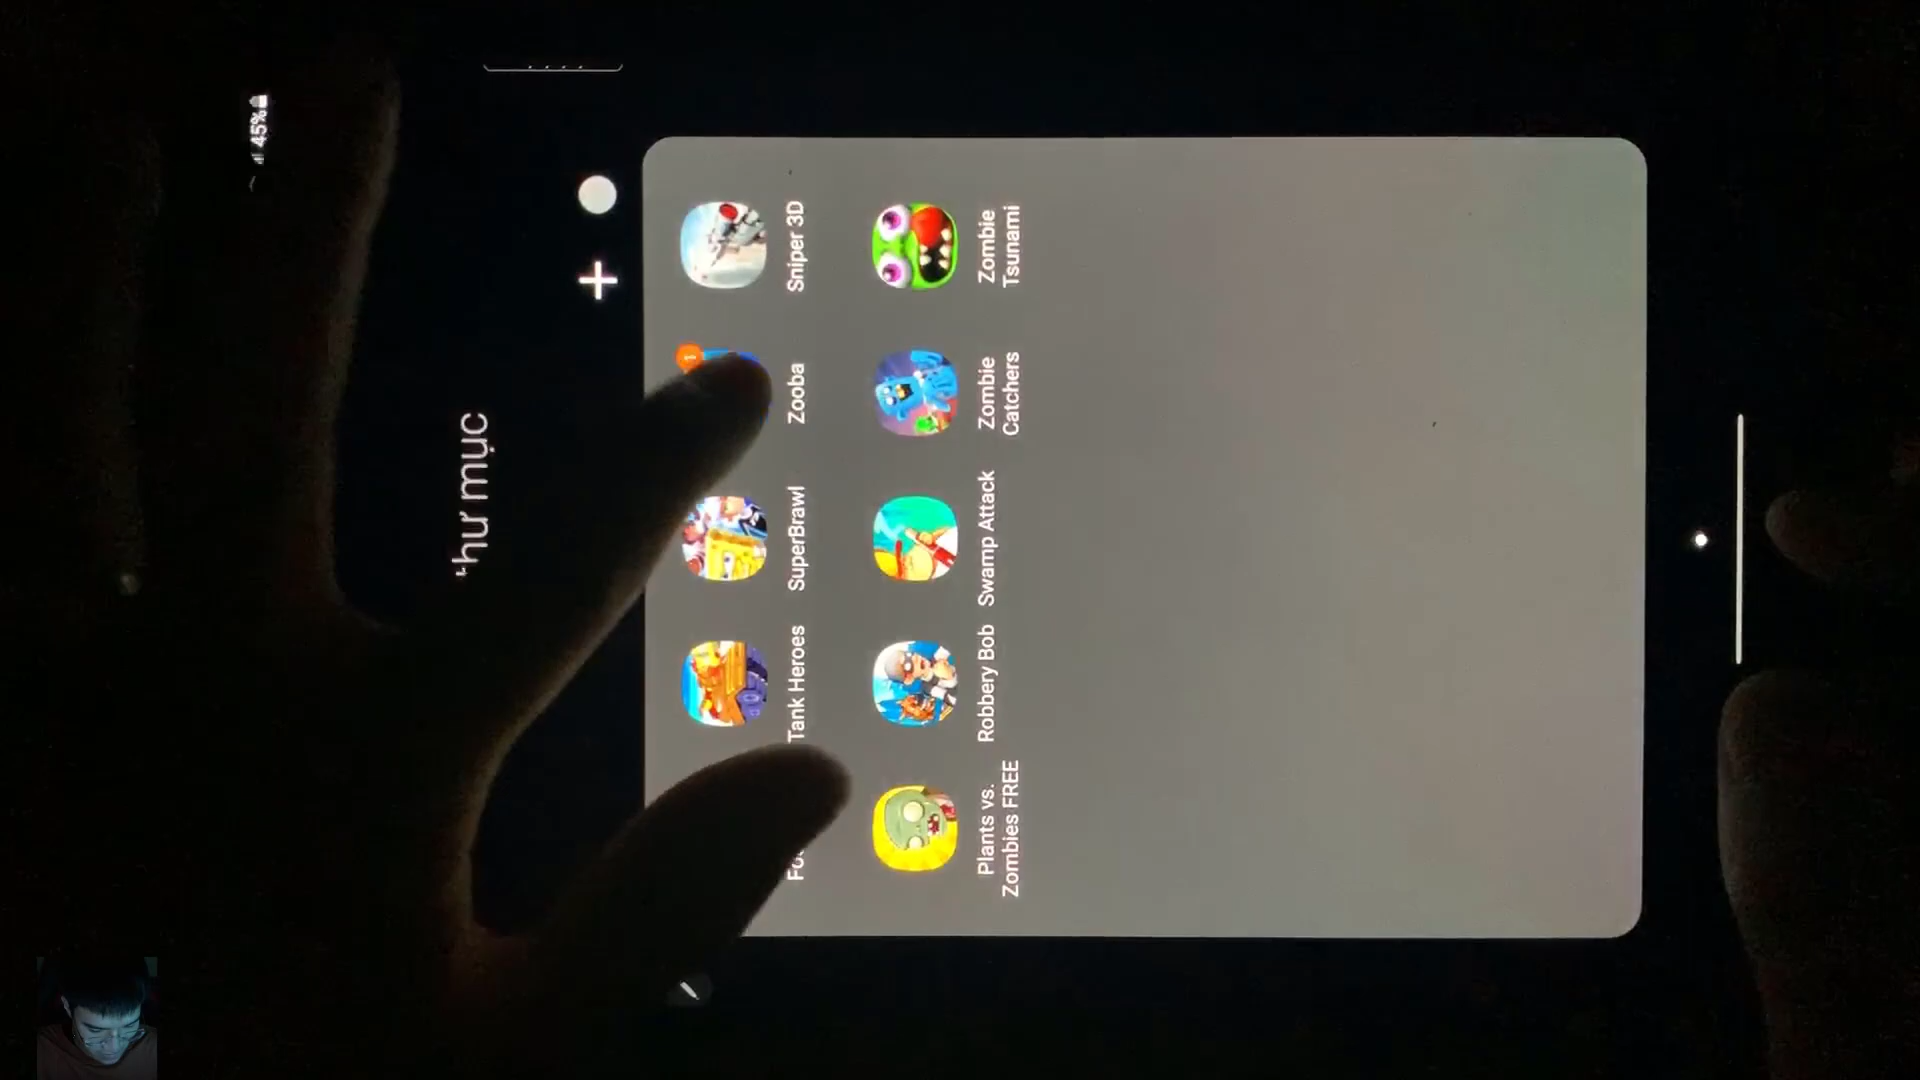 45%
Thư mục
Tank Heroes
SuperBrawl
Zooba
Sniper 3D
Plants vs.
Zombies FREE
Robbery Bob
Swamp Attack
Zombie
Catchers
Zombie
Tsunami